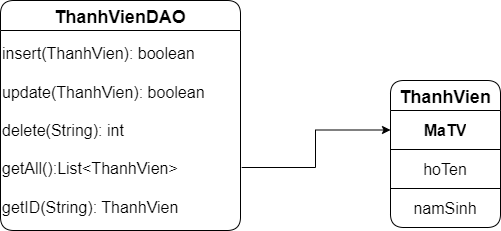 ThanhVienDAO
insert(ThanhVien): boolean
update(ThanhVien): boolean
delete(String): int
getAll():List<ThanhVien>
getID(String): ThanhVien
ThanhVien
MaTV
hoTen
namSinh